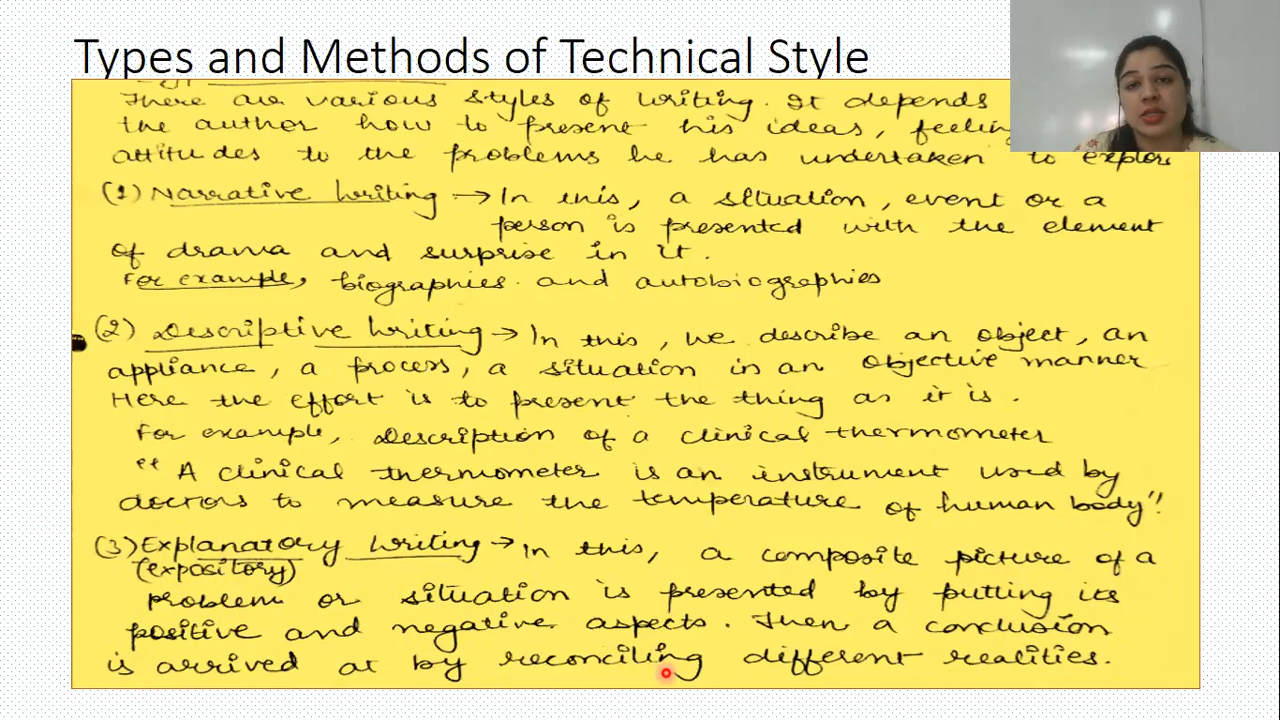 Types and Methods of Technical Style
There are various styles of writing. It depends
the author how to present his ideas,
attitudes to the problems he has undertaken to
(1) Narrative Writing → In this, a situation, event or a
person is presented with the element
of drama and surprise in it.
For example, biographies and autobiographies
(2) Descriptive Writing → In this, we describe an object, an
appliance, a process, a situation in an objective manner
Here the effort is to present the thing as it is.
For example, Description of a clinical thermometer
" A clinical thermometer is an instrument used by
doctors to measure the temperature of human body"!
(3) Explanatory Writing → In this, a composite picture of a
(expository)
problem or situation is presented by putting its
positive and negative aspects. Then a conclusion
is arrived at by reconciling different realities.